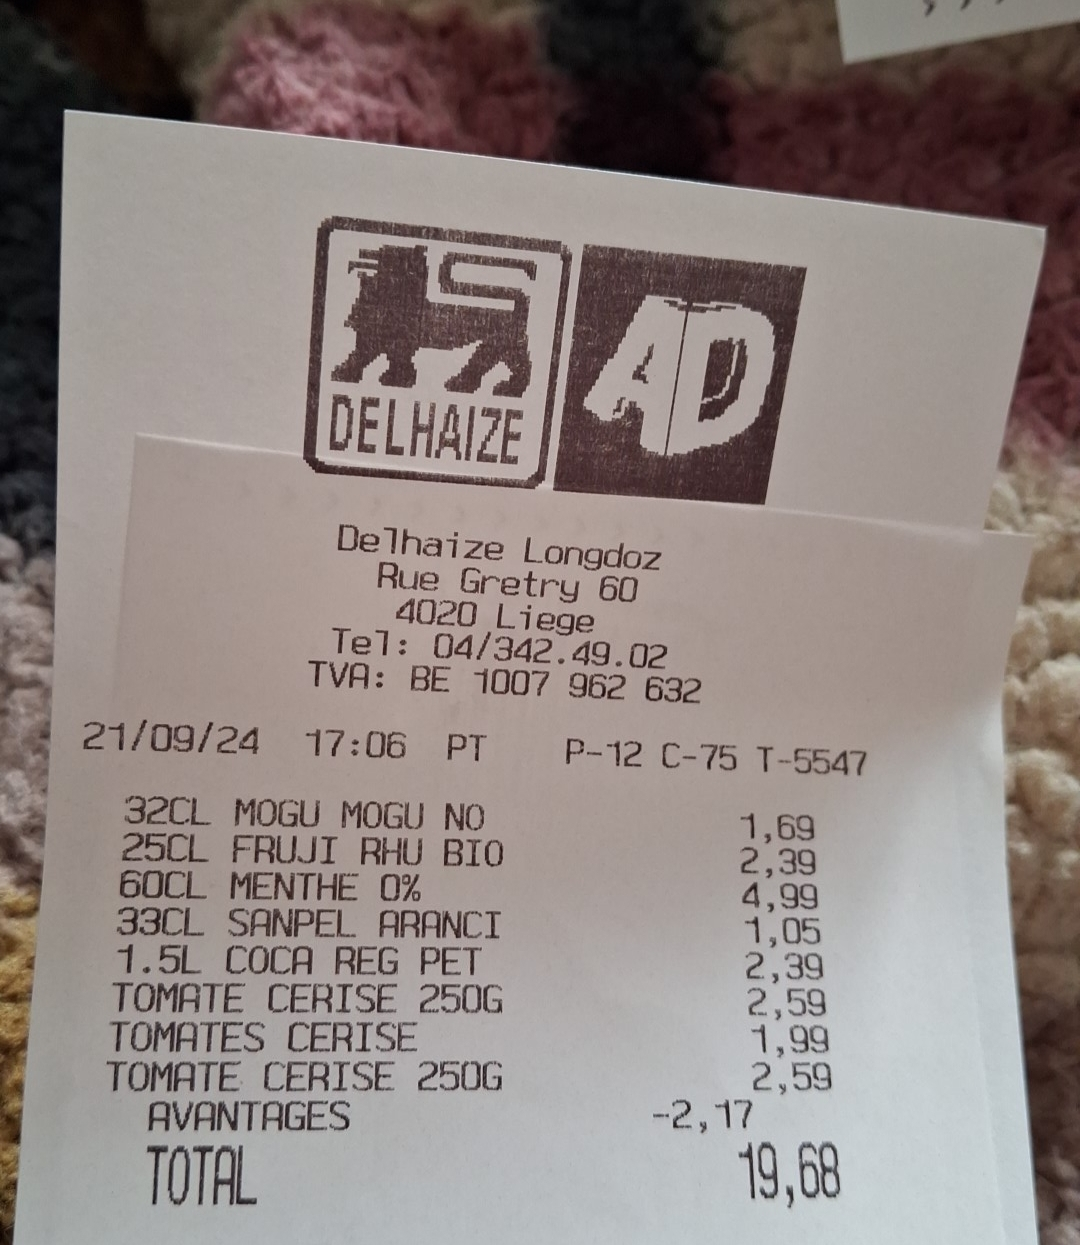 DELHAIZE
AD
Delhaize Longdoz
Rue Gretry 60
4020 Liege
Tel: 04/342.49.02
TVA: BE 1007 962 632
21/09/24 17:06 PT P-12 C-75 T-5547
32CL MOGU MOGU NO 1,69
25CL FRUJI RHU BIO 2,39
60CL MENTHE 0% 4,99
33CL SANPEL ARANCI 1,05
1.5L COCA REG PET 2,39
TOMATE CERISE 250G 2,59
TOMATES CERISE 1,99
TOMATE CERISE 250G 2,59
AVANTAGES -2,17
TOTAL 19,68